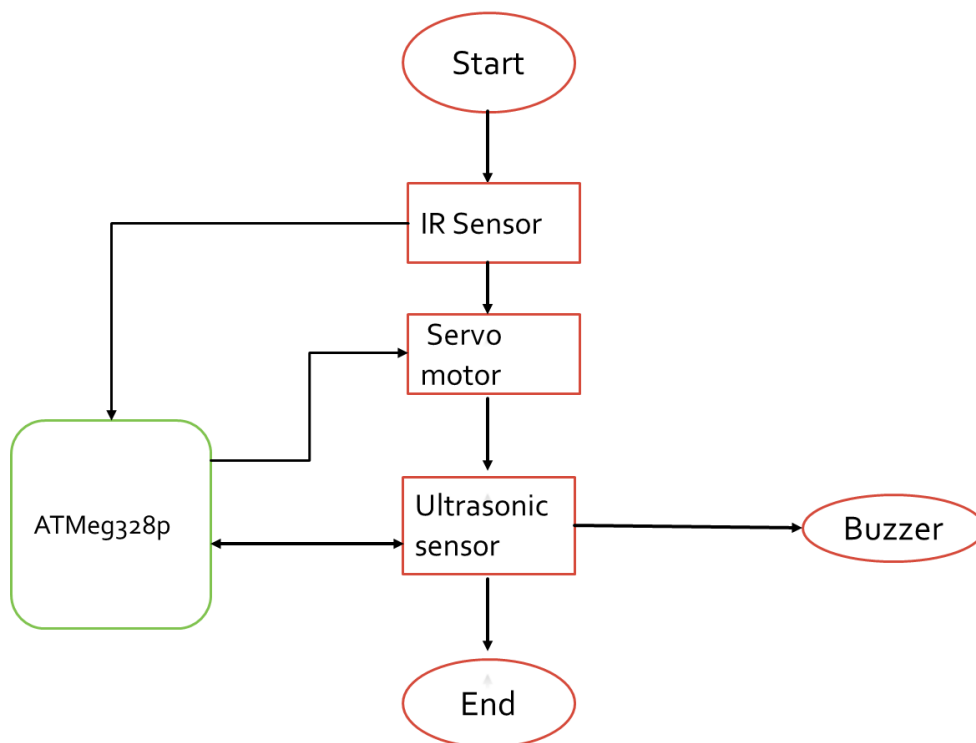 Start
IR Sensor
Servo
motor
ATMeg328p
Ultrasonic
sensor
Buzzer
End